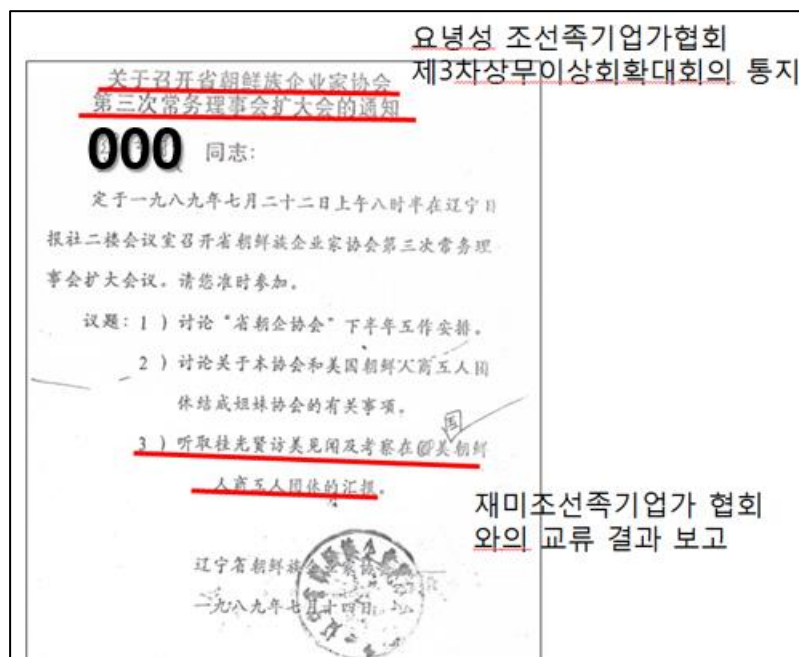 요녕성 조선족기업가협회
제3차상무이상회확대회의 통지
关于召开省朝鲜族企业家协会
第三次常务理事会扩大会的通知
000 同志：
定于一九八九年七月二十二日上午八时半在辽宁日
报社二楼会议室召开省朝鲜族企业家协会第三次常务理
事会扩大会议。请您准时参加。
议题：1）讨论“省朝企协会”下半年工作安排。
2）讨论关于本协会和美国朝鲜人商工人团
体结成姐妹协会的有关事项。
3）听取桂光贤访美见闻及考察在美朝鲜
人商工人团体的汇报。
재미조선족기업가 협회
와의 교류 결과 보고
辽宁省朝鲜族企业家协
一九八九年七月十四日